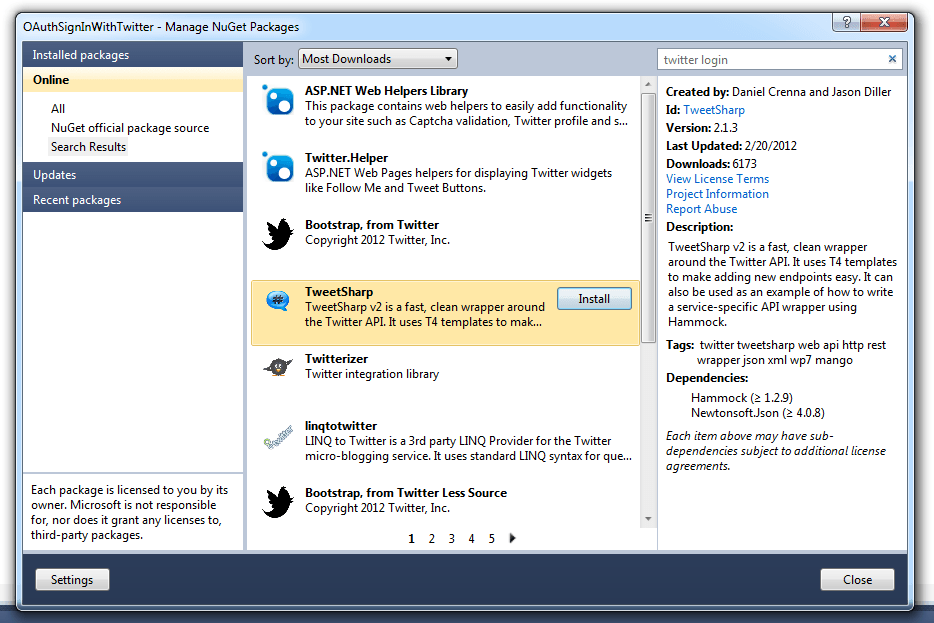 OAuthSignInWithTwitter - Manage NuGet Packages
Installed packages
Online
All
NuGet official package source
Search Results
Updates
Recent packages
Each package is licensed to you by its
owner. Microsoft is not responsible
for, nor does it grant any licenses to,
third-party packages.
Sort by: Most Downloads
ASP.NET Web Helpers Library
This package contains web helpers to easily add functionality
to your site such as Captcha validation, Twitter profile and s...
Twitter.Helper
ASP.NET Web Pages helpers for displaying Twitter widgets
like Follow Me and Tweet Buttons.
Bootstrap, from Twitter
Copyright 2012 Twitter, Inc.
TweetSharp
Install
TweetSharp v2 is a fast, clean wrapper around
the Twitter API. It uses T4 templates to mak...
Twitterizer
Twitter integration library
linqtotwitter
LINQ to Twitter is a 3rd party LINQ Provider for the Twitter
micro-blogging service. It uses standard LINQ syntax for que...
Bootstrap, from Twitter Less Source
Copyright 2012 Twitter, Inc.
1 2 3 4 5
twitter login
Created by: Daniel Crenna and Jason Diller
Id: TweetSharp
Version: 2.1.3
Last Updated: 2/20/2012
Downloads: 6173
View License Terms
Project Information
Report Abuse
Description:
TweetSharp v2 is a fast, clean wrapper
around the Twitter API. It uses T4 templates
to make adding new endpoints easy. It can
also be used as an example of how to write
a service-specific API wrapper using
Hammock.
Tags: twitter tweetsharp web api http rest
wrapper json xml wp7 mango
Dependencies:
Hammock (≥ 1.2.9)
Newtonsoft.Json (≥ 4.0.8)
Each item above may have sub-
dependencies subject to additional license
agreements.
Settings
Close